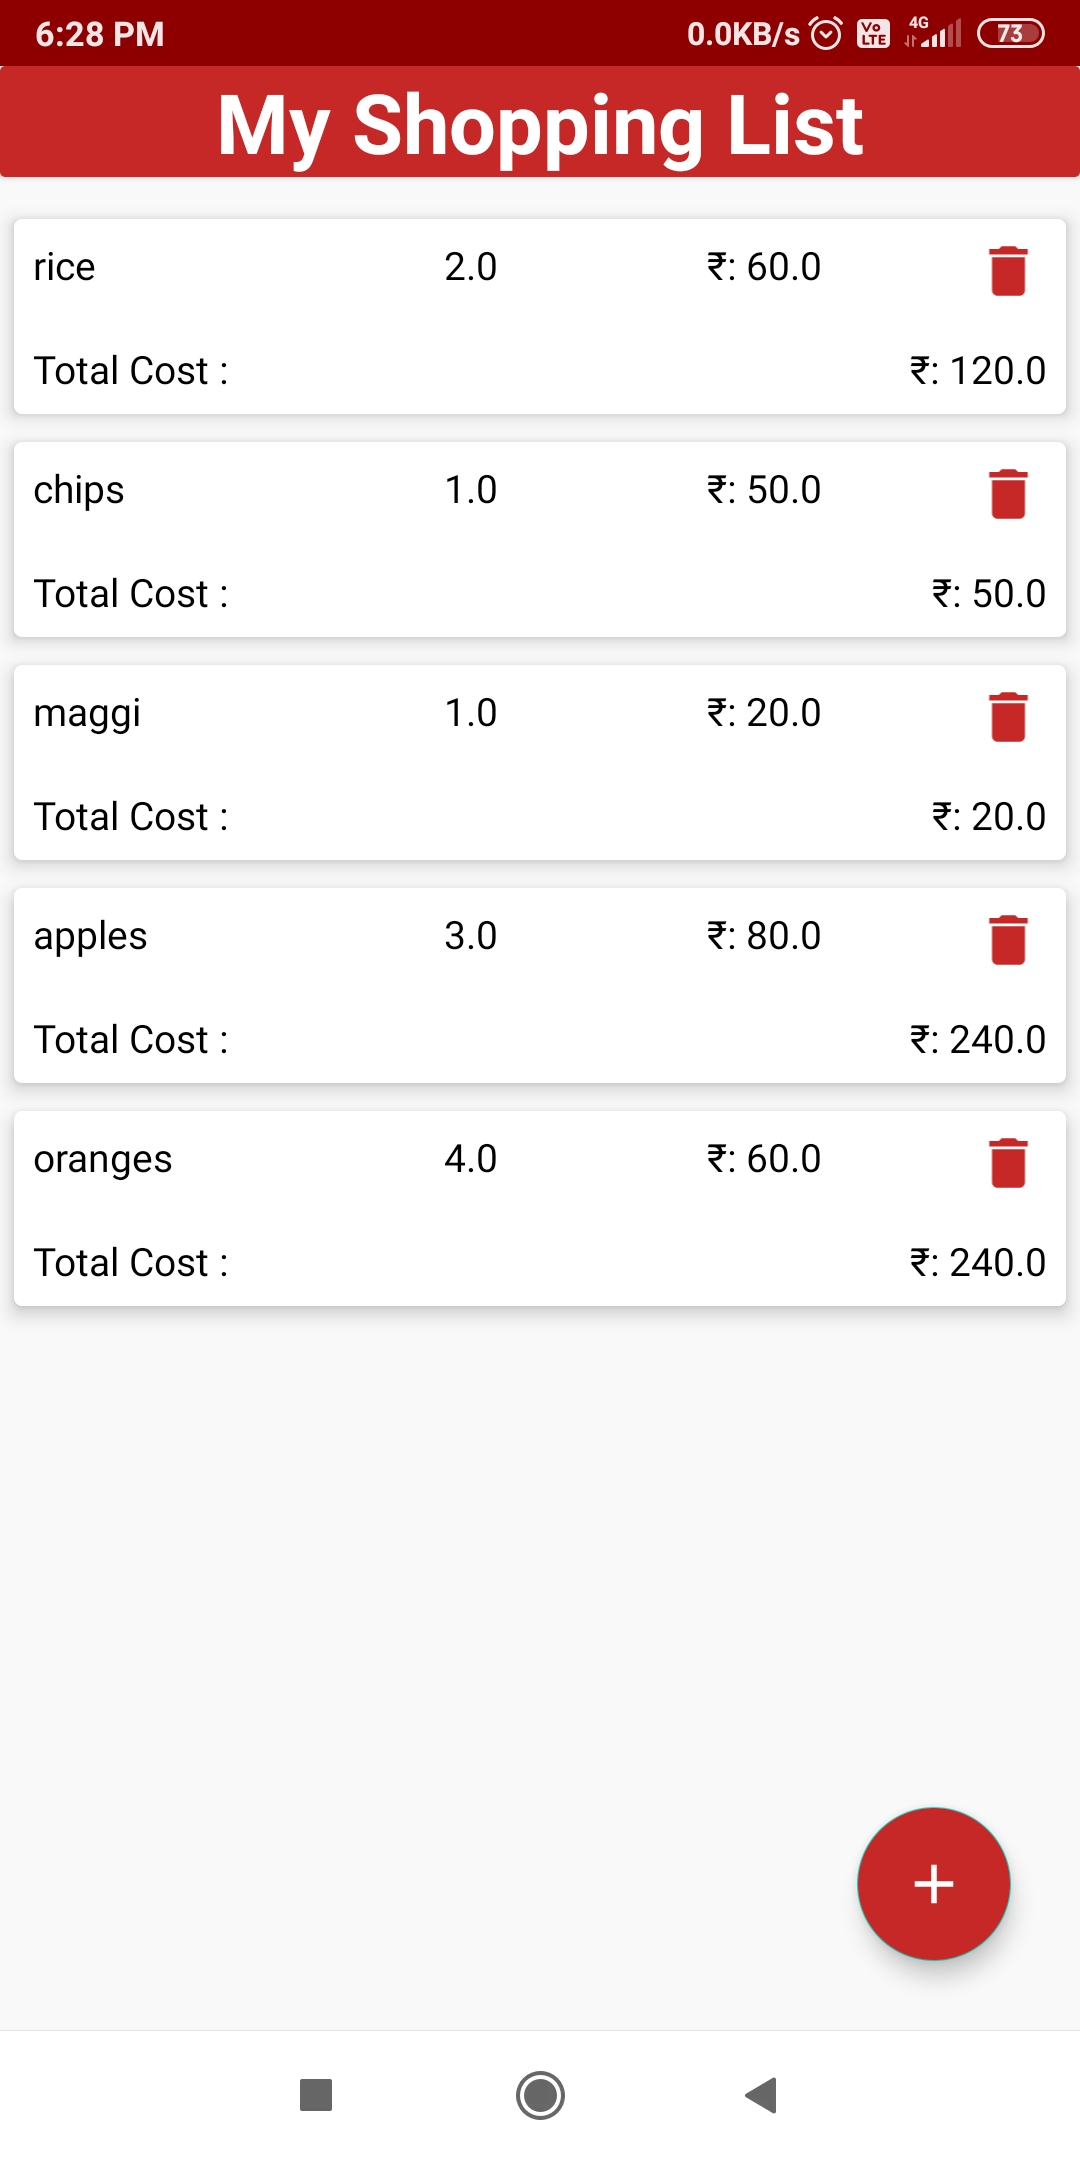 6:28 PM 0.0KB/s Vo LTE 4G 73
My Shopping List
rice 2.0 ₹: 60.0
Total Cost : ₹: 120.0
chips 1.0 ₹: 50.0
Total Cost : ₹: 50.0
maggi 1.0 ₹: 20.0
Total Cost : ₹: 20.0
apples 3.0 ₹: 80.0
Total Cost : ₹: 240.0
oranges 4.0 ₹: 60.0
Total Cost : ₹: 240.0
+